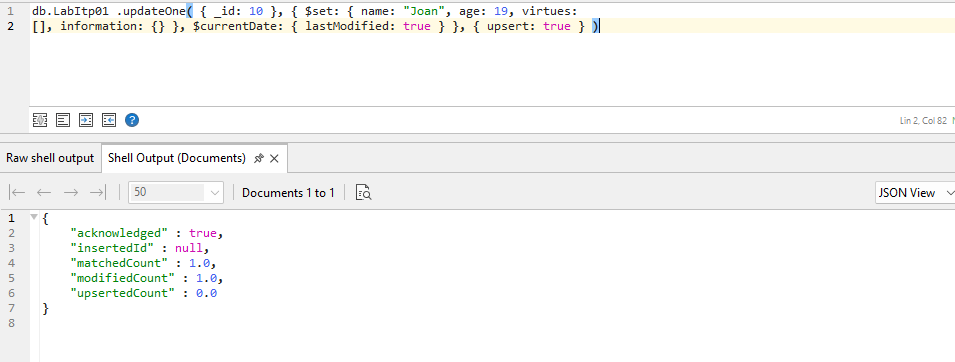 1 db.LabItp01 .updateOne( { _id: 10 }, { $set: { name: "Joan", age: 19, virtues:
2 [], information: {} }, $currentDate: { lastModified: true } }, { upsert: true } )
Lin 2, Col 82
Raw shell output Shell Output (Documents)
50 Documents 1 to 1 JSON View
1 {
2 "acknowledged" : true,
3 "insertedId" : null,
4 "matchedCount" : 1.0,
5 "modifiedCount" : 1.0,
6 "upsertedCount" : 0.0
7 }
8